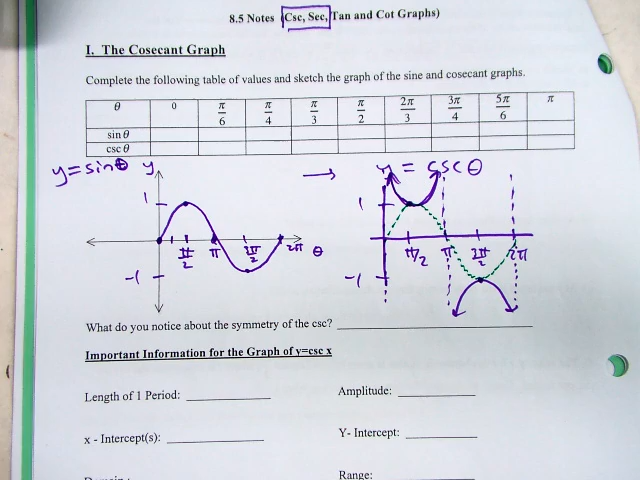 8.5 Notes (Csc, Sec, Tan and Cot Graphs)
I. The Cosecant Graph
Complete the following table of values and sketch the graph of the sine and cosecant graphs.
θ 0 π/6 π/4 π/3 π/2 2π/3 3π/4 5π/6 π
sin θ
csc θ
y=sinθ y → y = cscθ
1 1
π/2 π 3π/2 2π θ π/2 π 3π/2 2π
-1 -1
What do you notice about the symmetry of the csc?
Important Information for the Graph of y=csc x
Length of 1 Period: Amplitude:
x - Intercept(s): Y- Intercept:
Range: